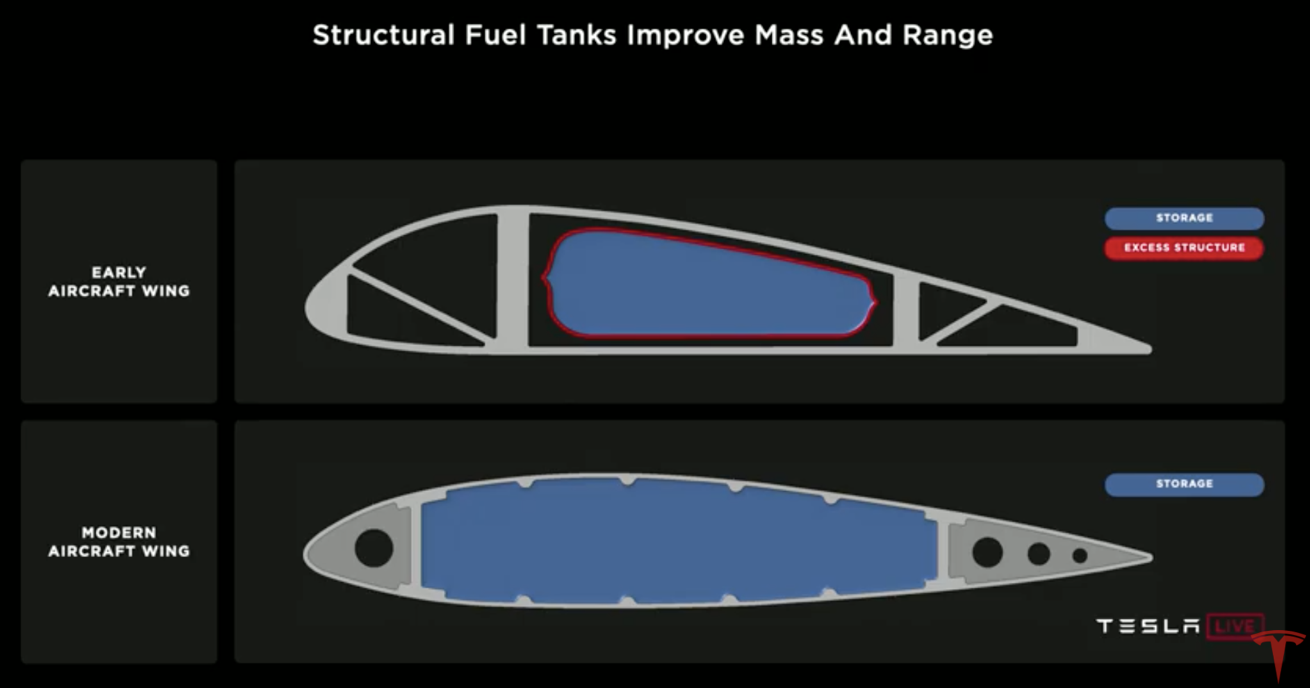 Structural Fuel Tanks Improve Mass And Range
EARLY
AIRCRAFT WING
STORAGE
EXCESS STRUCTURE
MODERN
AIRCRAFT WING
STORAGE
TESLA LIVE